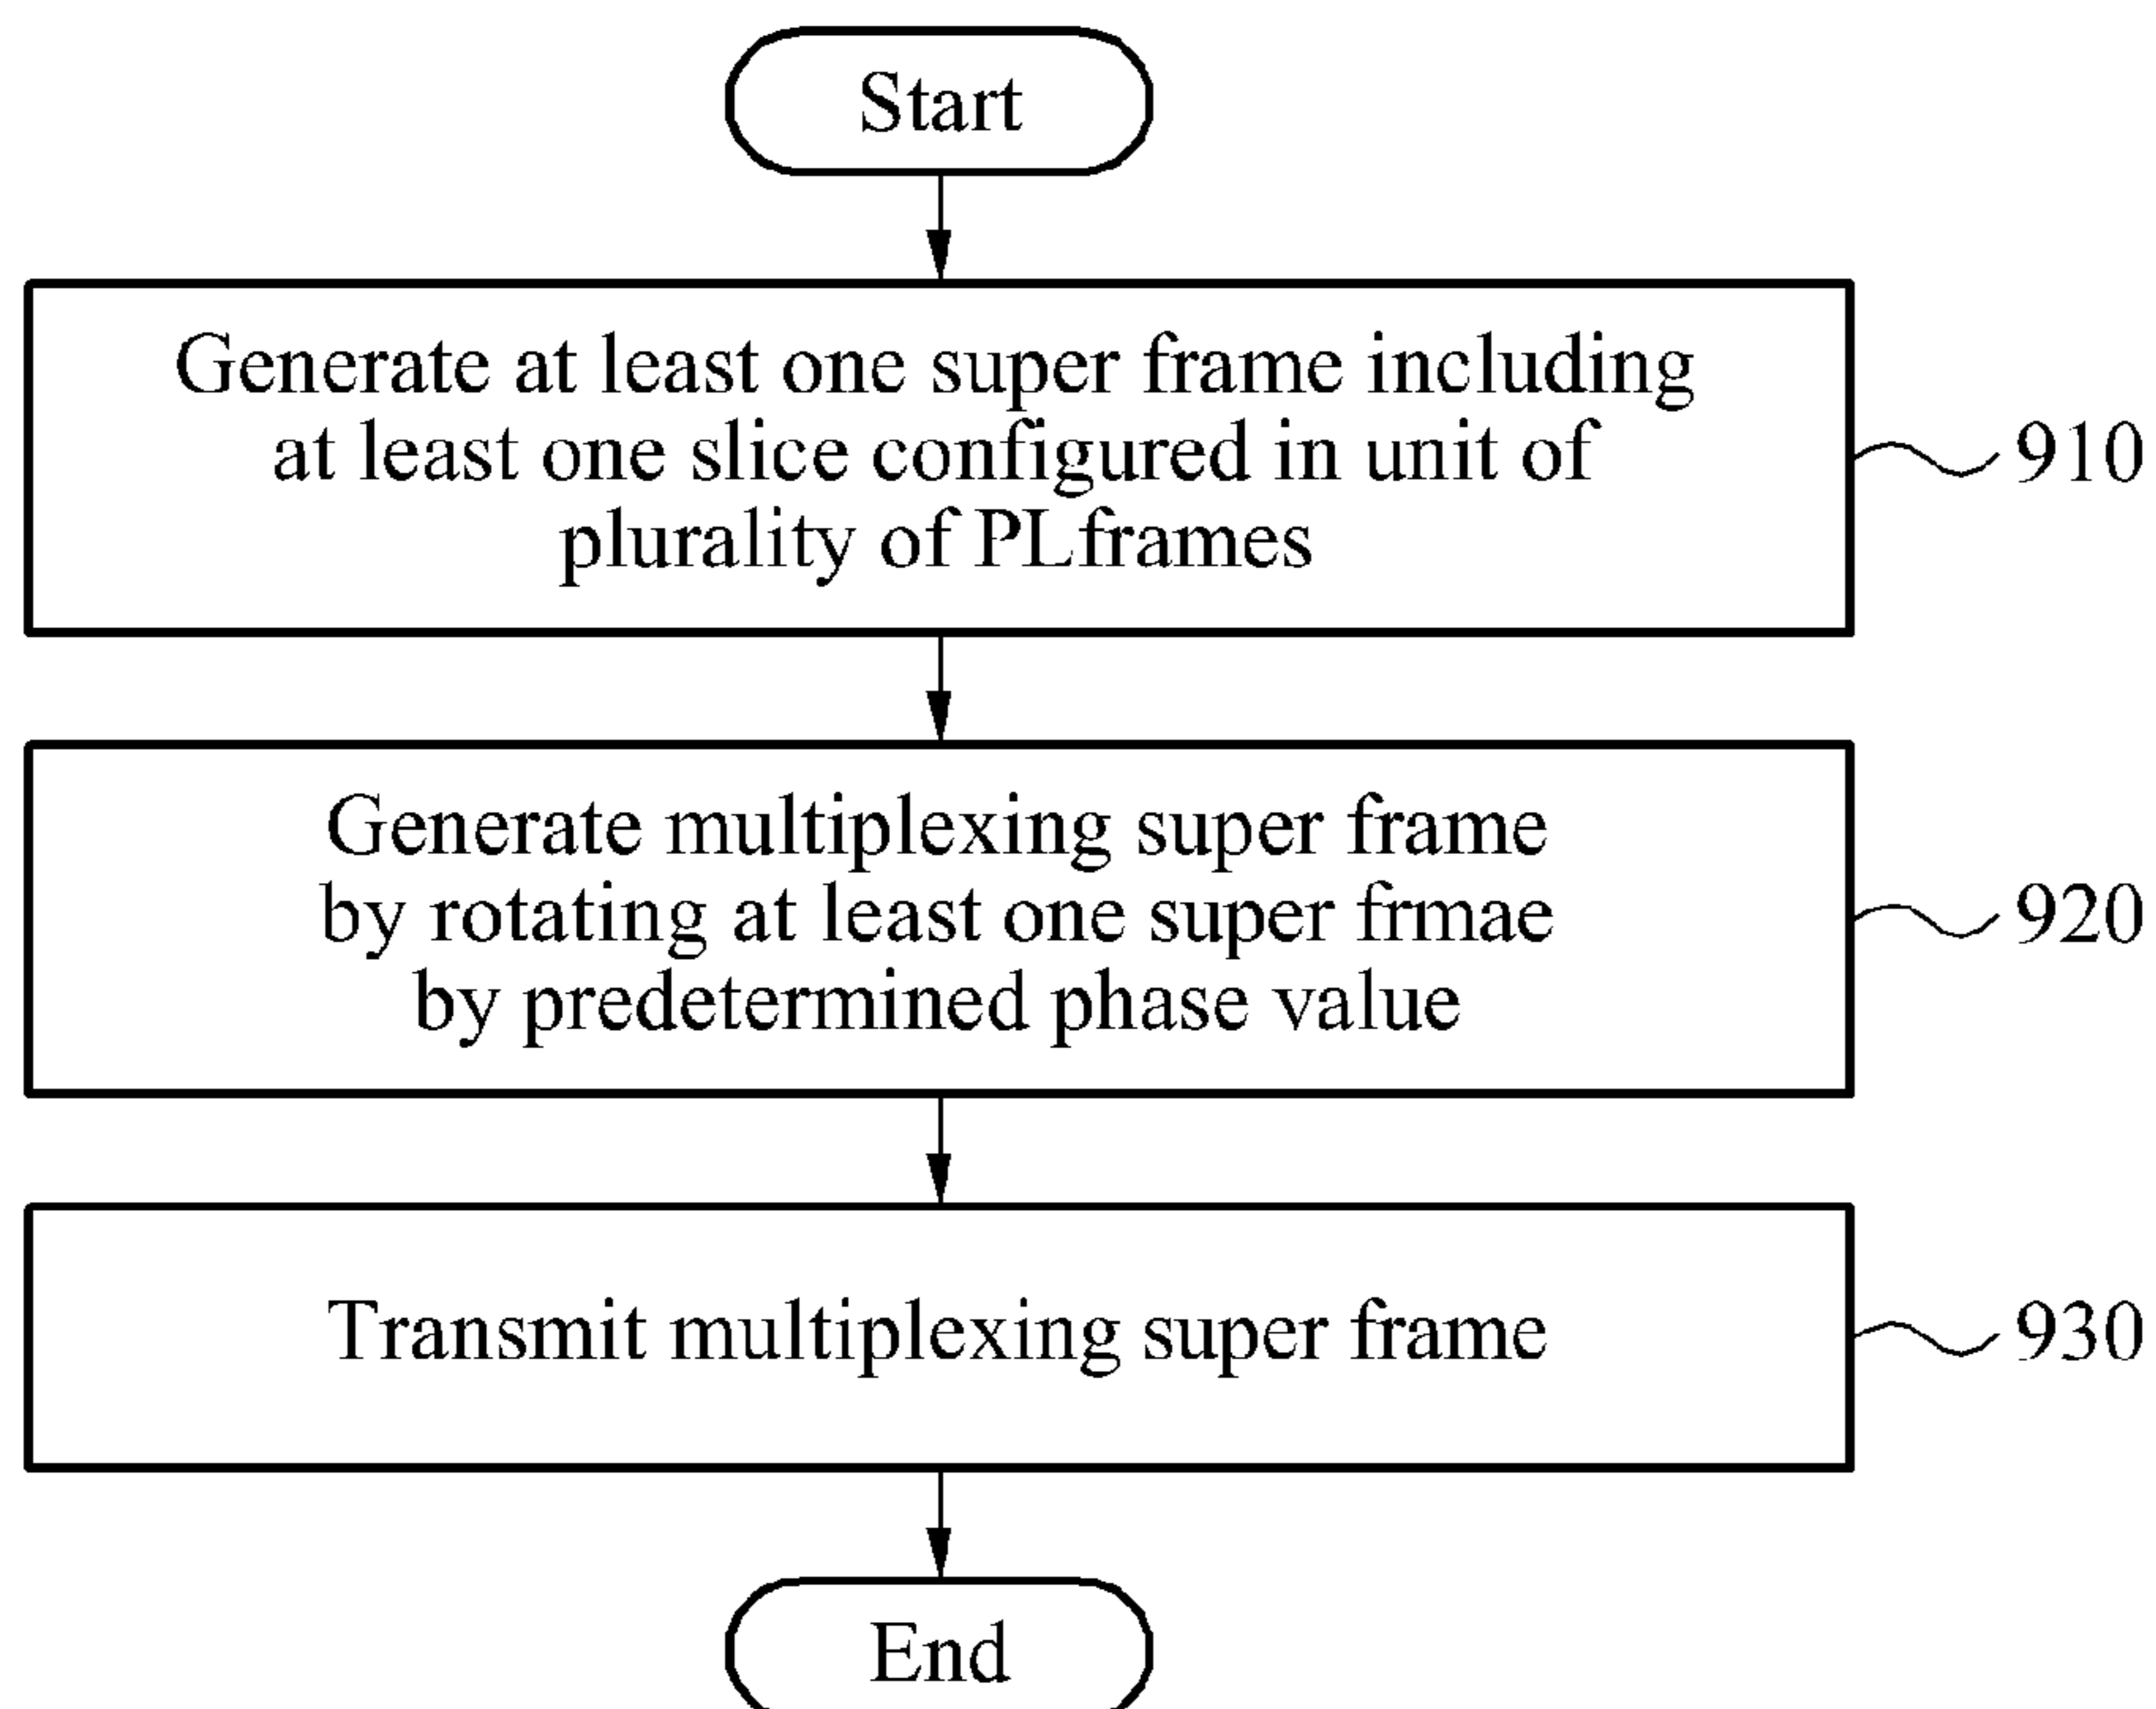 Start
Generate at least one super frame including
at least one slice configured in unit of
plurality of PLframes
910
Generate multiplexing super frame
by rotating at least one super frmae
by predetermined phase value
920
Transmit multiplexing super frame
930
End